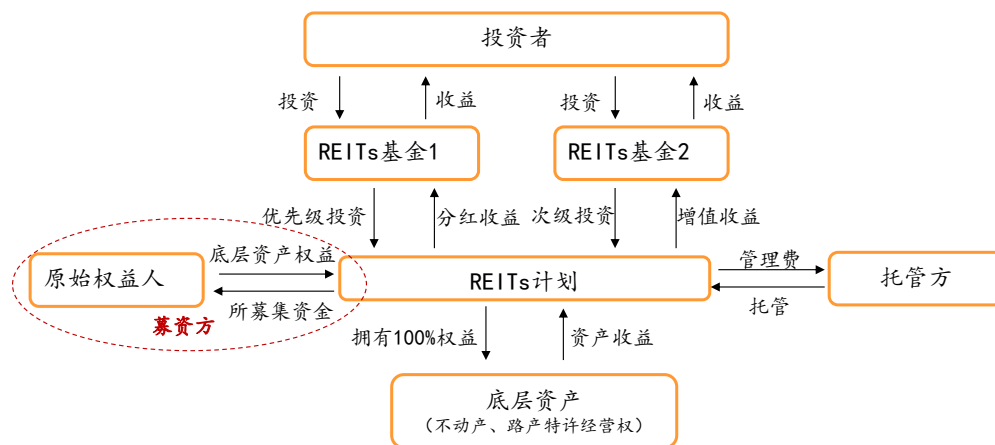 投资者
投资
收益
投资
收益
REITs基金1
REITs基金2
优先级投资
分红收益
次级投资
增值收益
原始权益人
底层资产权益
所募集资金
募资方
REITs计划
管理费
托管
托管方
拥有100%权益
资产收益
底层资产
（不动产、路产特许经营权）